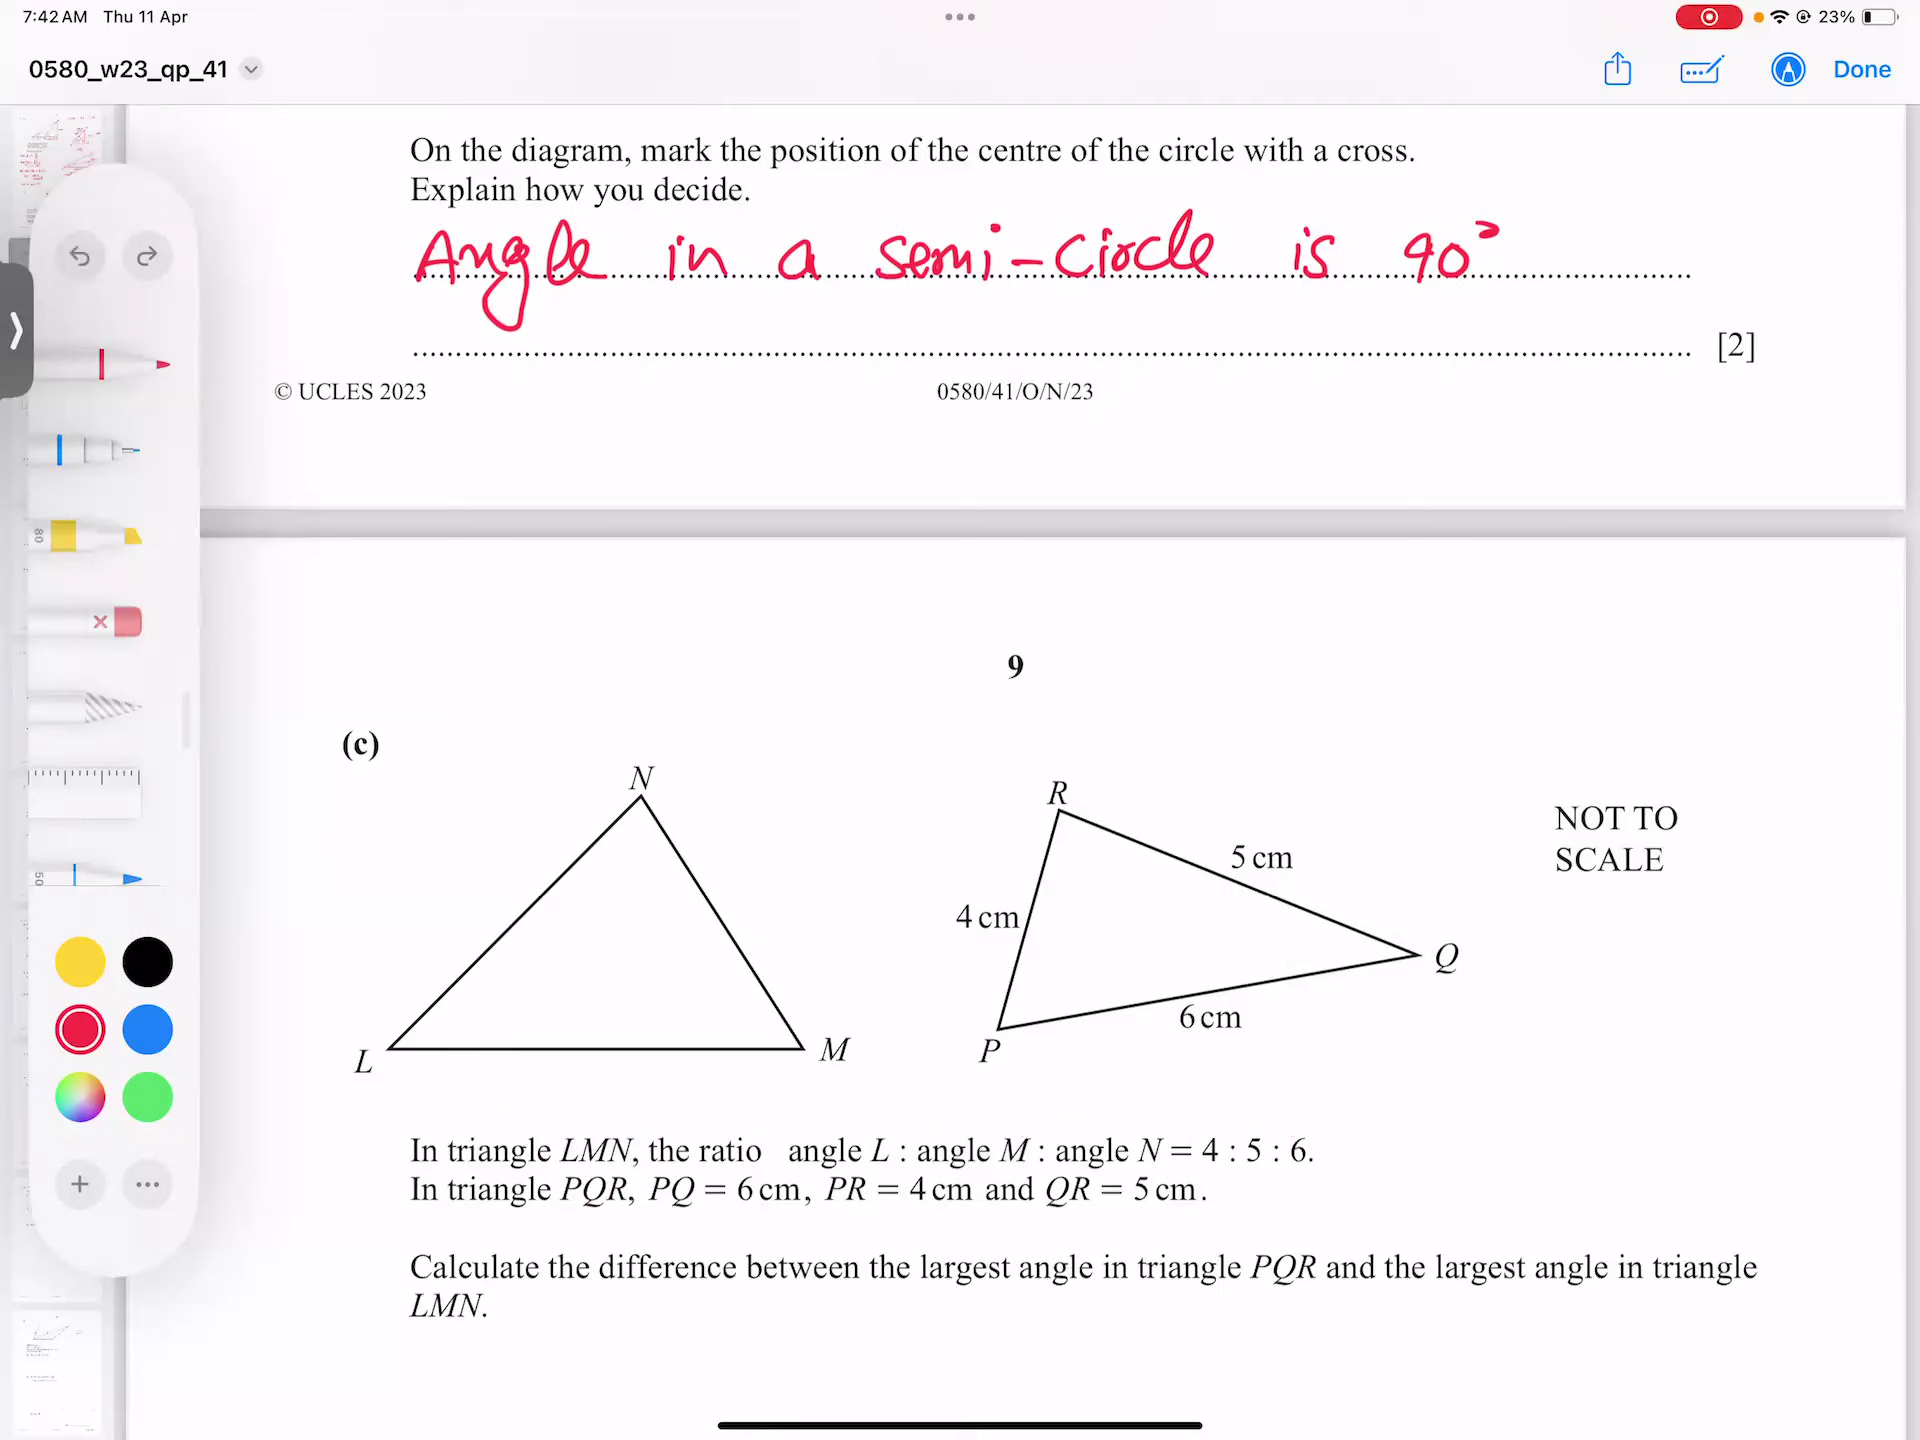 7:42 AM Thu 11 Apr
23%
0580_w23_qp_41
Done
On the diagram, mark the position of the centre of the circle with a cross.
Explain how you decide.
Angle in a semi-circle is 90°
[2]
© UCLES 2023
0580/41/O/N/23
80
50
9
(c)
N
L
M
R
5 cm
4 cm
Q
6 cm
P
NOT TO
SCALE
In triangle LMN, the ratio angle L : angle M : angle N = 4 : 5 : 6.
In triangle PQR, PQ = 6 cm, PR = 4 cm and QR = 5 cm.
Calculate the difference between the largest angle in triangle PQR and the largest angle in triangle
LMN.